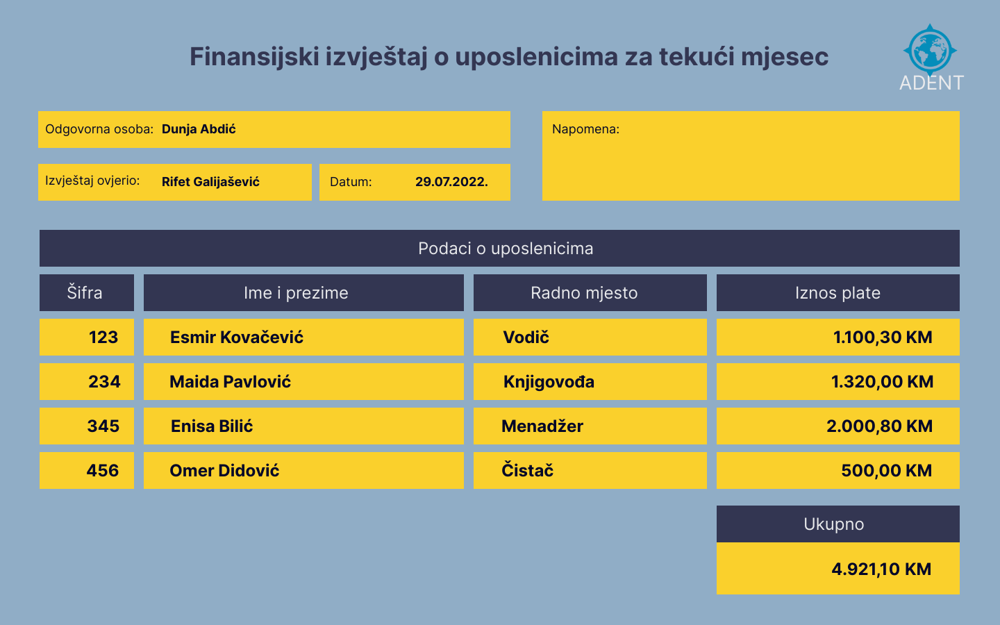 Finansijski izvještaj o uposlenicima za tekući mjesec
ADENT
Odgovorna osoba: Dunja Abdić
Napomena:
Izvještaj ovjerio: Rifet Galijašević
Datum: 29.07.2022.
Podaci o uposlenicima
Šifra Ime i prezime Radno mjesto Iznos plate
123 Esmir Kovačević Vodič 1.100,30 KM
234 Maida Pavlović Knjigovođa 1.320,00 KM
345 Enisa Bilić Menadžer 2.000,80 KM
456 Omer Didović Čistač 500,00 KM
Ukupno
4.921,10 KM